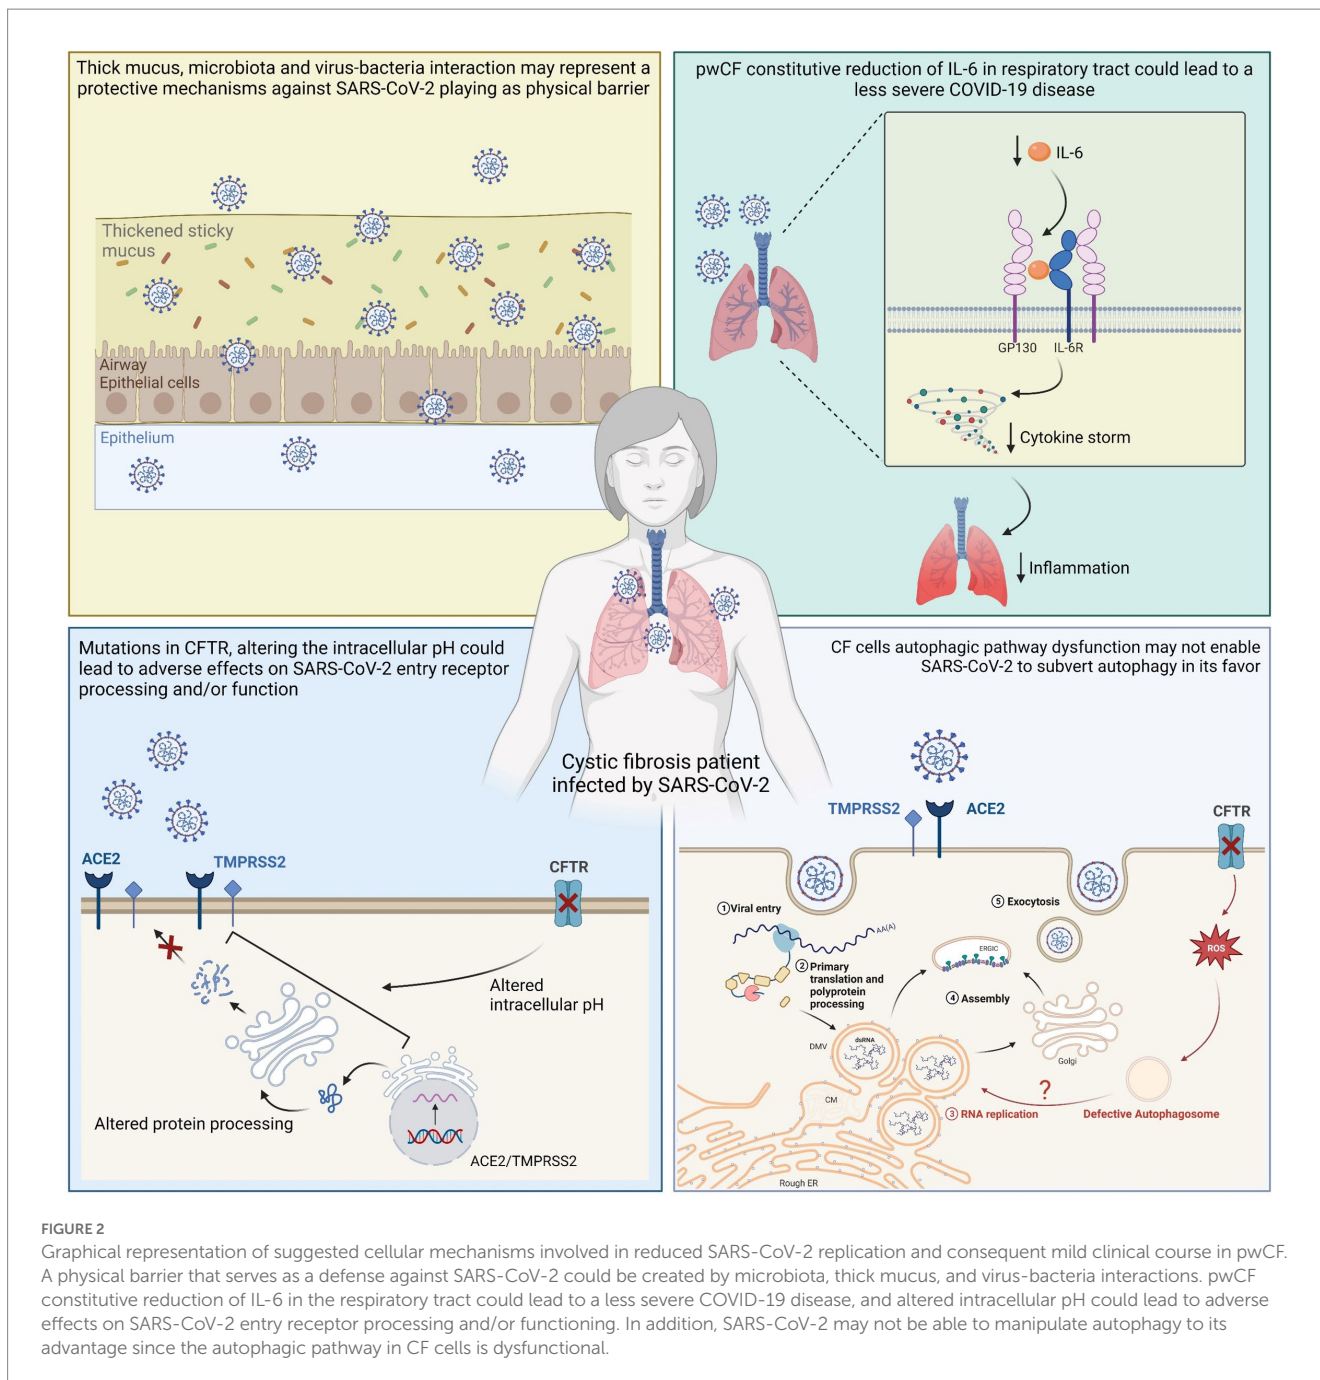 Thick mucus, microbiota and virus-bacteria interaction may represent a
protective mechanisms against SARS-CoV-2 playing as physical barrier
Thickened sticky
mucus
Airway
Epithelial cells
Epithelium
pwCF constitutive reduction of IL-6 in respiratory tract could lead to a
less severe COVID-19 disease
IL-6
GP130
IL-6R
Cytokine storm
Inflammation
Cystic fibrosis patient
infected by SARS-CoV-2
Mutations in CFTR, altering the intracellular pH could
lead to adverse effects on SARS-CoV-2 entry receptor
processing and/or function
ACE2
TMPRSS2
CFTR
Altered
intracellular pH
Altered protein processing
ACE2/TMPRSS2
CF cells autophagic pathway dysfunction may not enable
SARS-CoV-2 to subvert autophagy in its favor
TMPRSS2
ACE2
CFTR
①Viral entry
AA(A)
② Primary
translation and
polyprotein
processing
⑤ Exocytosis
ERGIC
④ Assembly
ROS
DMV
dsRNA
Golgi
CM
?
③ RNA replication
Defective Autophagosome
Rough ER
FIGURE 2
Graphical representation of suggested cellular mechanisms involved in reduced SARS-CoV-2 replication and consequent mild clinical course in pwCF.
A physical barrier that serves as a defense against SARS-CoV-2 could be created by microbiota, thick mucus, and virus-bacteria interactions. pwCF
constitutive reduction of IL-6 in the respiratory tract could lead to a less severe COVID-19 disease, and altered intracellular pH could lead to adverse
effects on SARS-CoV-2 entry receptor processing and/or functioning. In addition, SARS-CoV-2 may not be able to manipulate autophagy to its
advantage since the autophagic pathway in CF cells is dysfunctional.